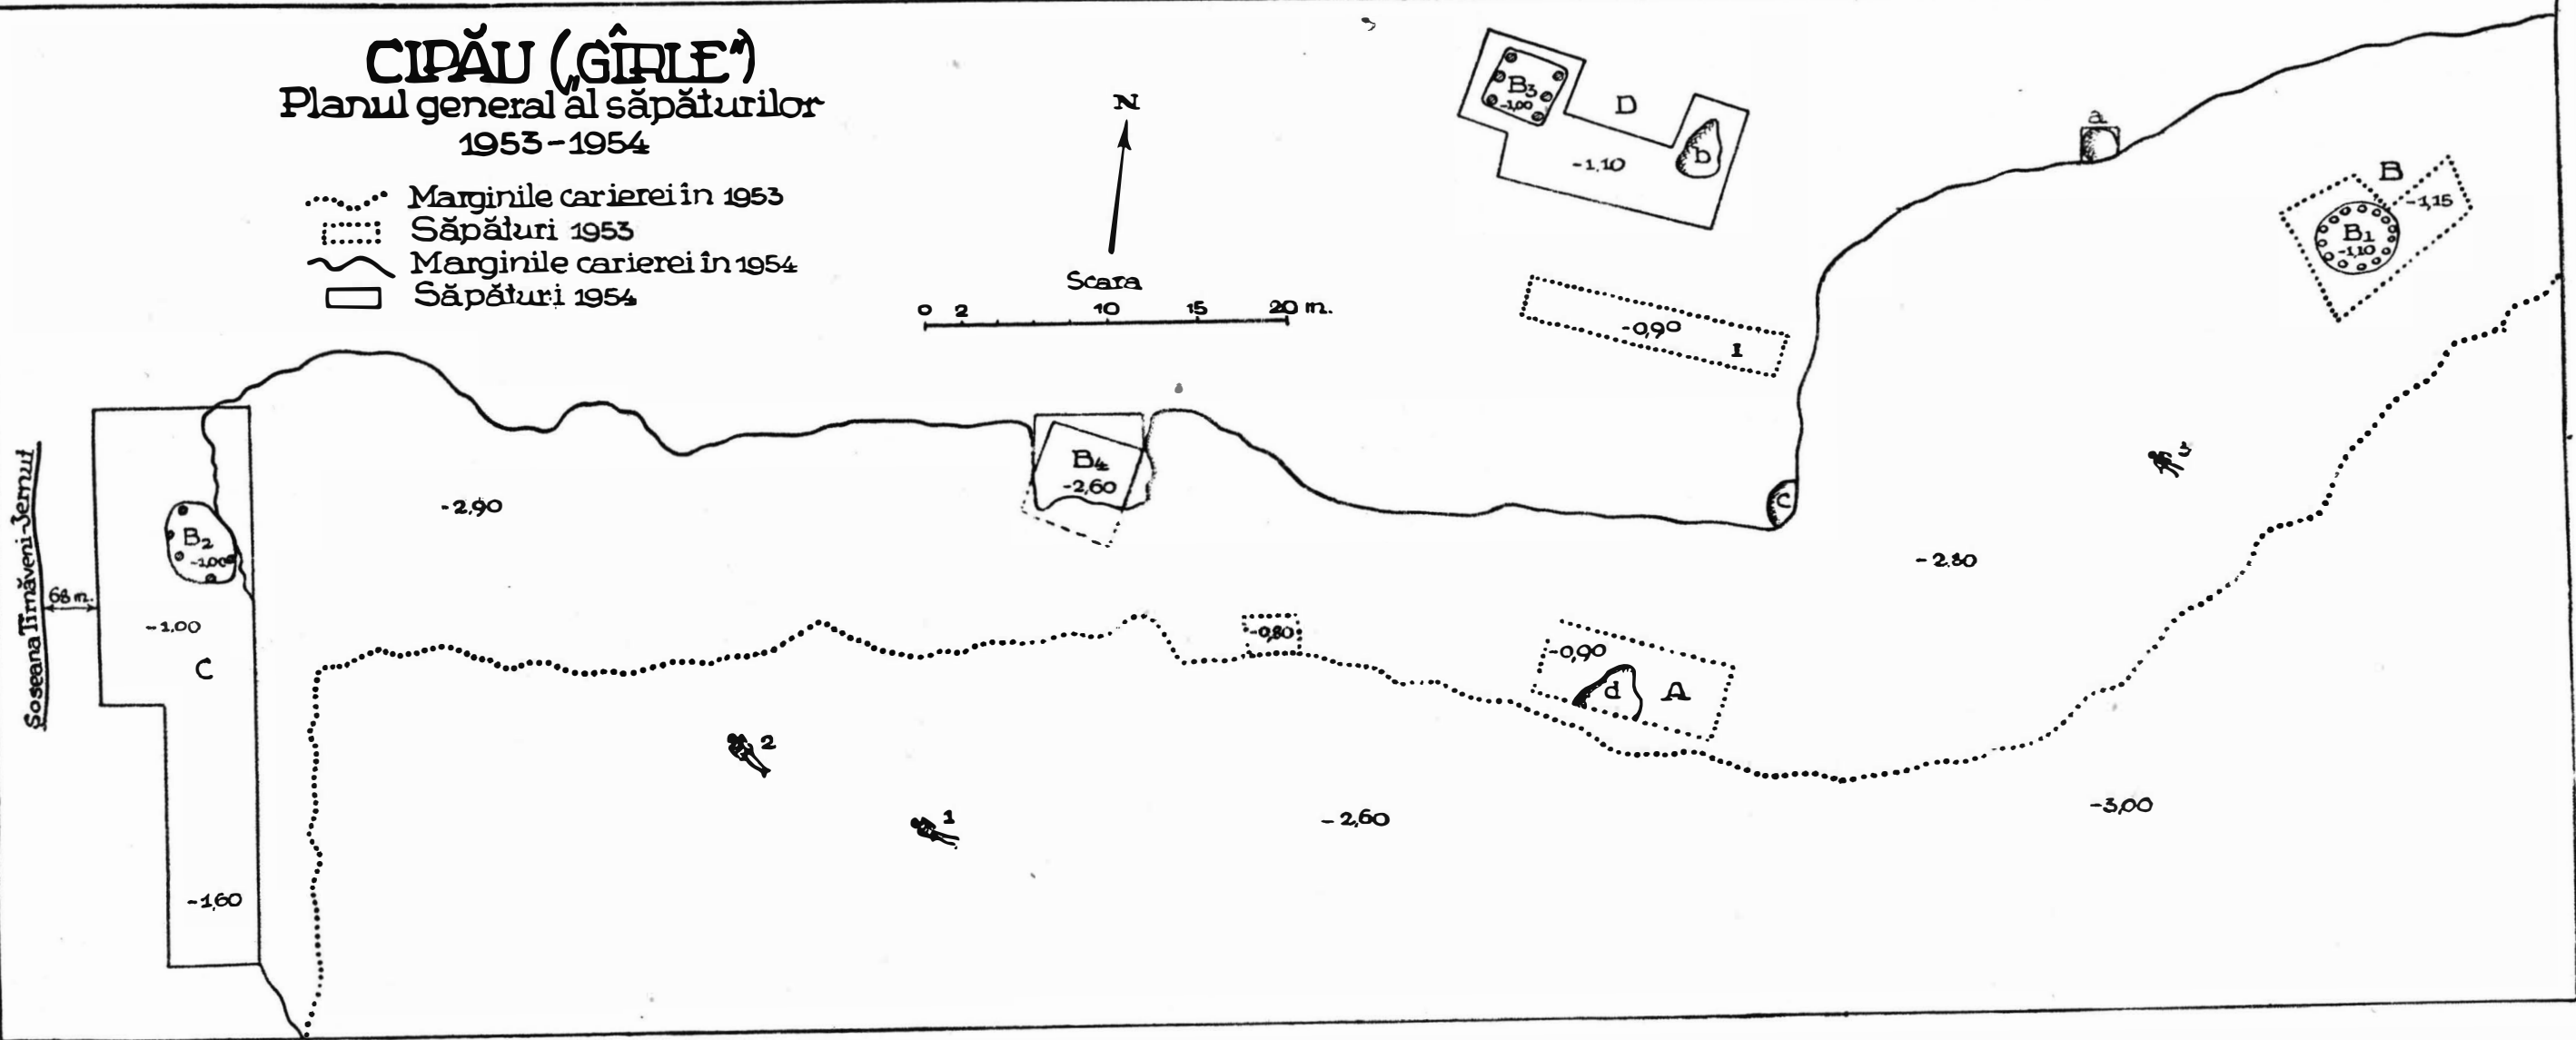 CIPĂU („GÎRLE”)
Planul general al săpăturilor
1953-1954
Marginile carierei în 1953
Săpături 1953
Marginile carierei în 1954
Săpături 1954
N
Scara
0 2 10 15 20 m.
B3
-1,00
D
b
-1,10
a
B
-1,15
B1
-1,10
-0,90
I
B4
-2,60
-2,90
C
3
-2.80
Șoseana Tîrnăveni-Jernut
68 m.
B2
-1,00
-1,00
C
-0,80
-0,90
d
A
2
1
-2,60
-3,00
-1,60